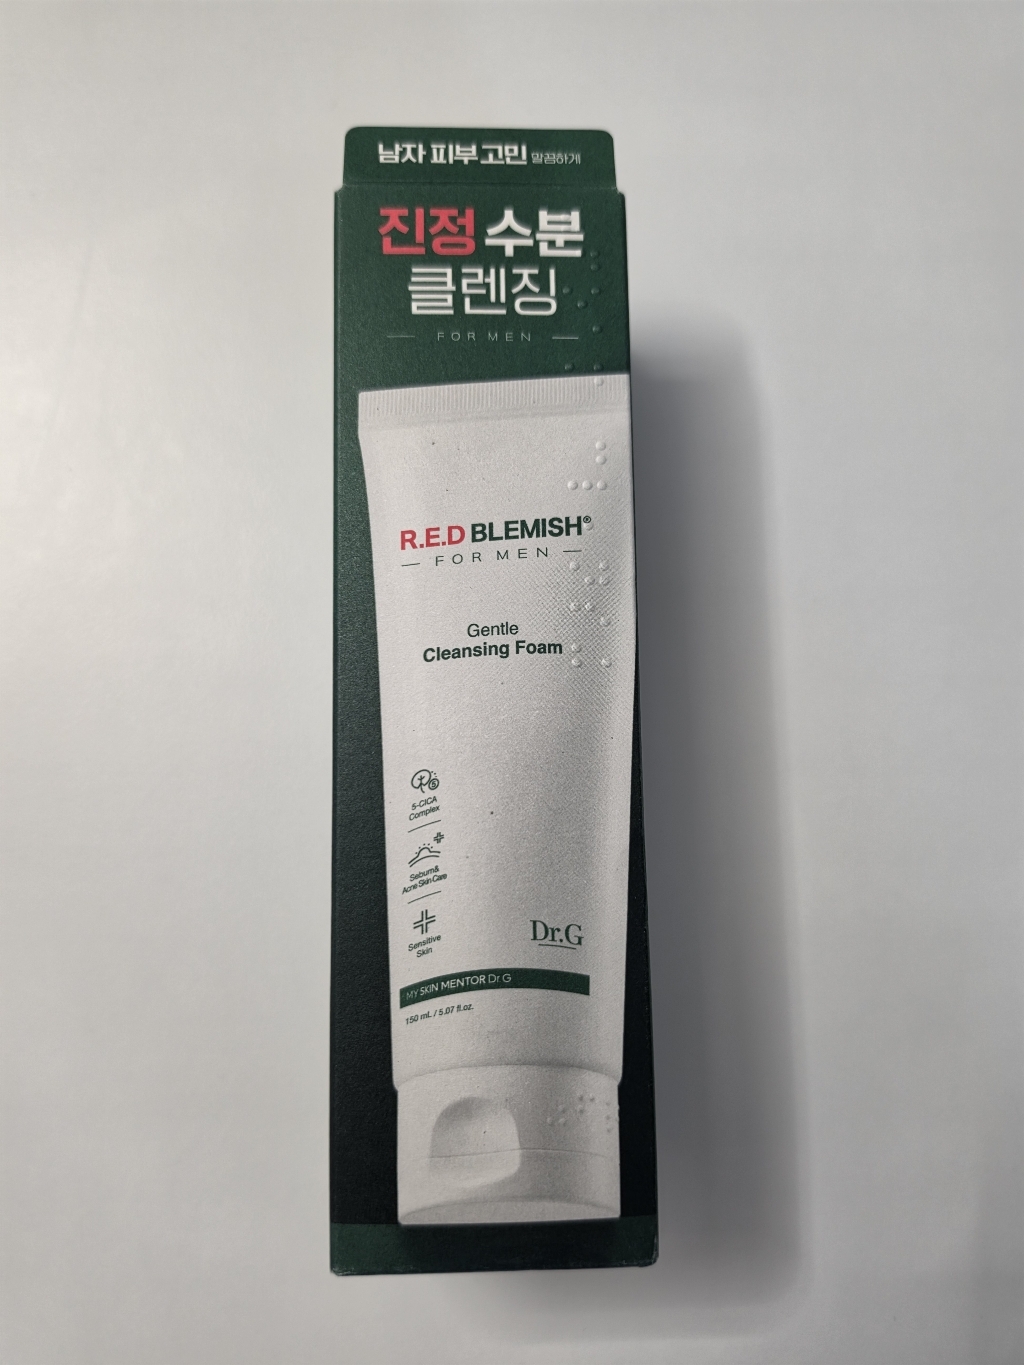 남자 피부 고민 말끔하게
진정 수분
클렌징
FOR MEN
R.E.D BLEMISH®
FOR MEN
Gentle
Cleansing Foam
5-CICA
Complex
Sebum &
Acne Skin Care
Sensitive
Skin
Dr.G
MY SKIN MENTOR Dr.G
150 mL / 5.07 fl.oz.